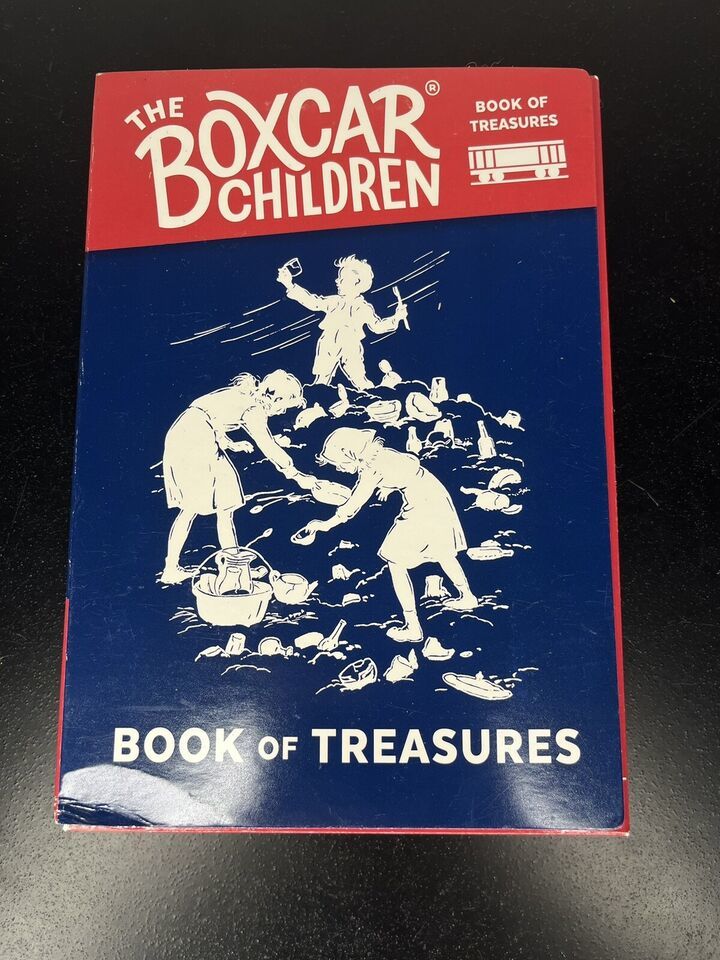 THE
BOXCAR®
CHILDREN
BOOK OF
TREASURES
BOOK OF TREASURES